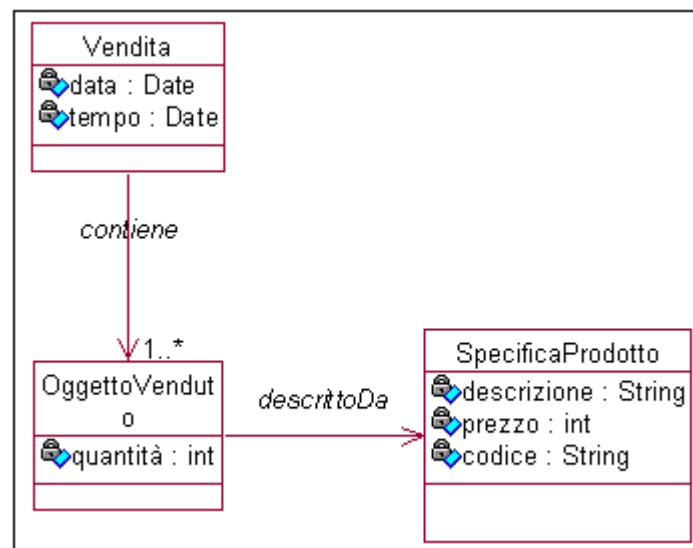 Vendita
data : Date
tempo : Date
contiene
1..*
OggettoVendut
o
quantità : int
descrittoDa
SpecificaProdotto
descrizione : String
prezzo : int
codice : String